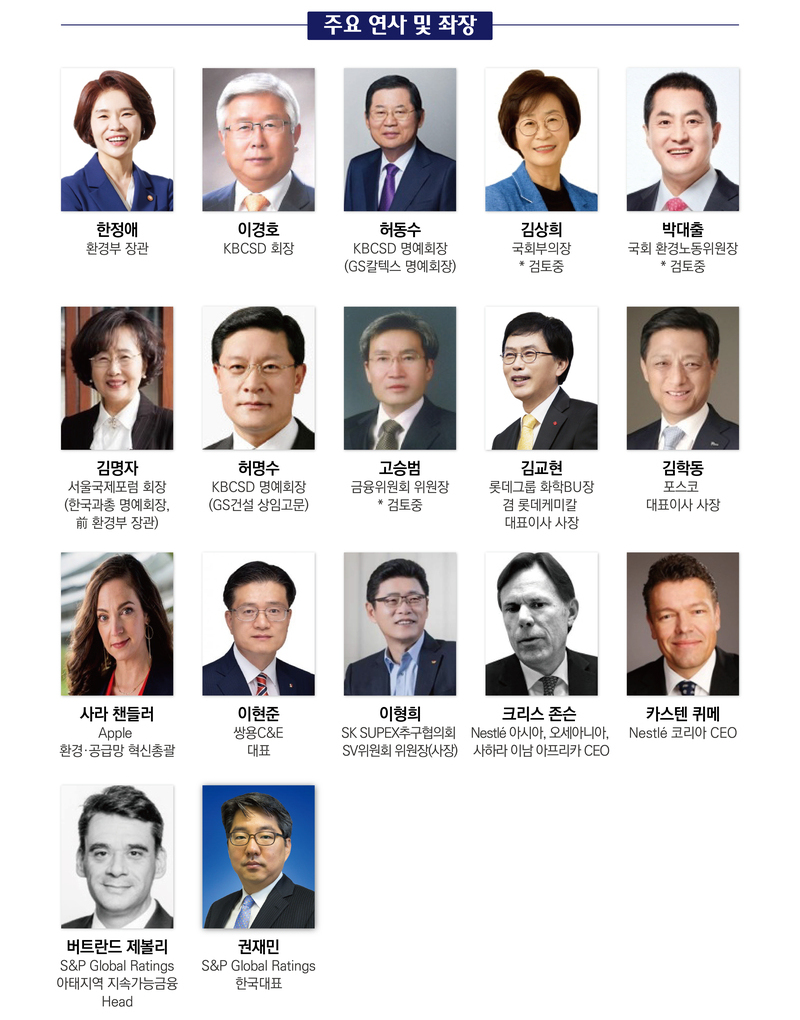 주요 연사 및 좌장
한정애
환경부 장관
이경호
KBCSD 회장
허동수
KBCSD 명예회장
(GS칼텍스 명예회장)
김상희
국회부의장
* 검토중
박대출
국회 환경노동위원장
* 검토중
김명자
서울국제포럼 회장
(한국과총 명예회장,
前 환경부 장관)
허명수
KBCSD 명예회장
(GS건설 상임고문)
고승범
금융위원회 위원장
* 검토중
김교현
롯데그룹 화학BU장
겸 롯데케미칼
대표이사 사장
김학동
포스코
대표이사 사장
사라 챈들러
Apple
환경·공급망 혁신총괄
이현준
쌍용C&E
대표
이형희
SK SUPEX추구협의회
SV위원회 위원장(사장)
크리스 존슨
Nestlé 아시아, 오세아니아,
사하라 이남 아프리카 CEO
카스텐 퀴메
Nestlé 코리아 CEO
버트란드 제볼리
S&P Global Ratings
아태지역 지속가능금융
Head
권재민
S&P Global Ratings
한국대표